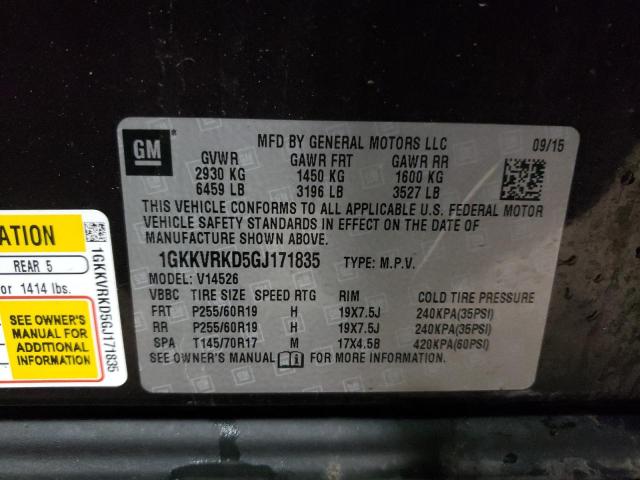 GM
MFD BY GENERAL MOTORS LLC 09/15
GVWR GAWR FRT GAWR RR
2930 KG 1450 KG 1600 KG
6459 LB 3196 LB 3527 LB
THIS VEHICLE CONFORMS TO ALL APPLICABLE U.S. FEDERAL MOTOR
VEHICLE SAFETY STANDARDS IN EFFECT ON THE DATE OF
MANUFACTURE SHOWN ABOVE.
1GKKVRKD5GJ171835 TYPE: M.P.V.
MODEL: V14526
VBBC TIRE SIZE SPEED RTG RIM COLD TIRE PRESSURE
FRT P255/60R19 H 19X7.5J 240KPA(35PSI)
RR P255/60R19 H 19X7.5J 240KPA(35PSI)
SPA T145/70R17 M 17X4.5B 420KPA(60PSI)
SEE OWNER'S MANUAL FOR MORE INFORMATION.
ATION
REAR 5
or 1414 lbs.
SEE OWNER'S
MANUAL FOR
ADDITIONAL
INFORMATION
1GKKVRKD5GJ171835